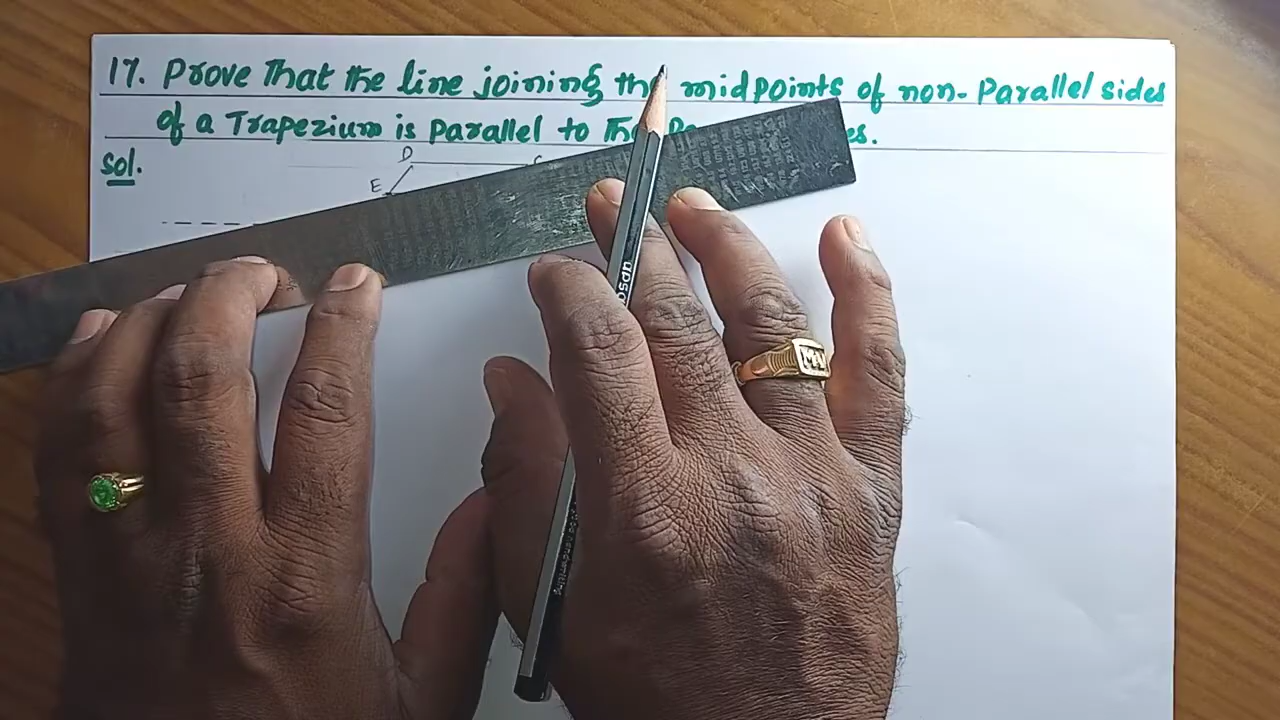 17. Prove That the line joining the midpoints of non-Parallel sides
of a Trapezium is parallel to the
sol.
D
E